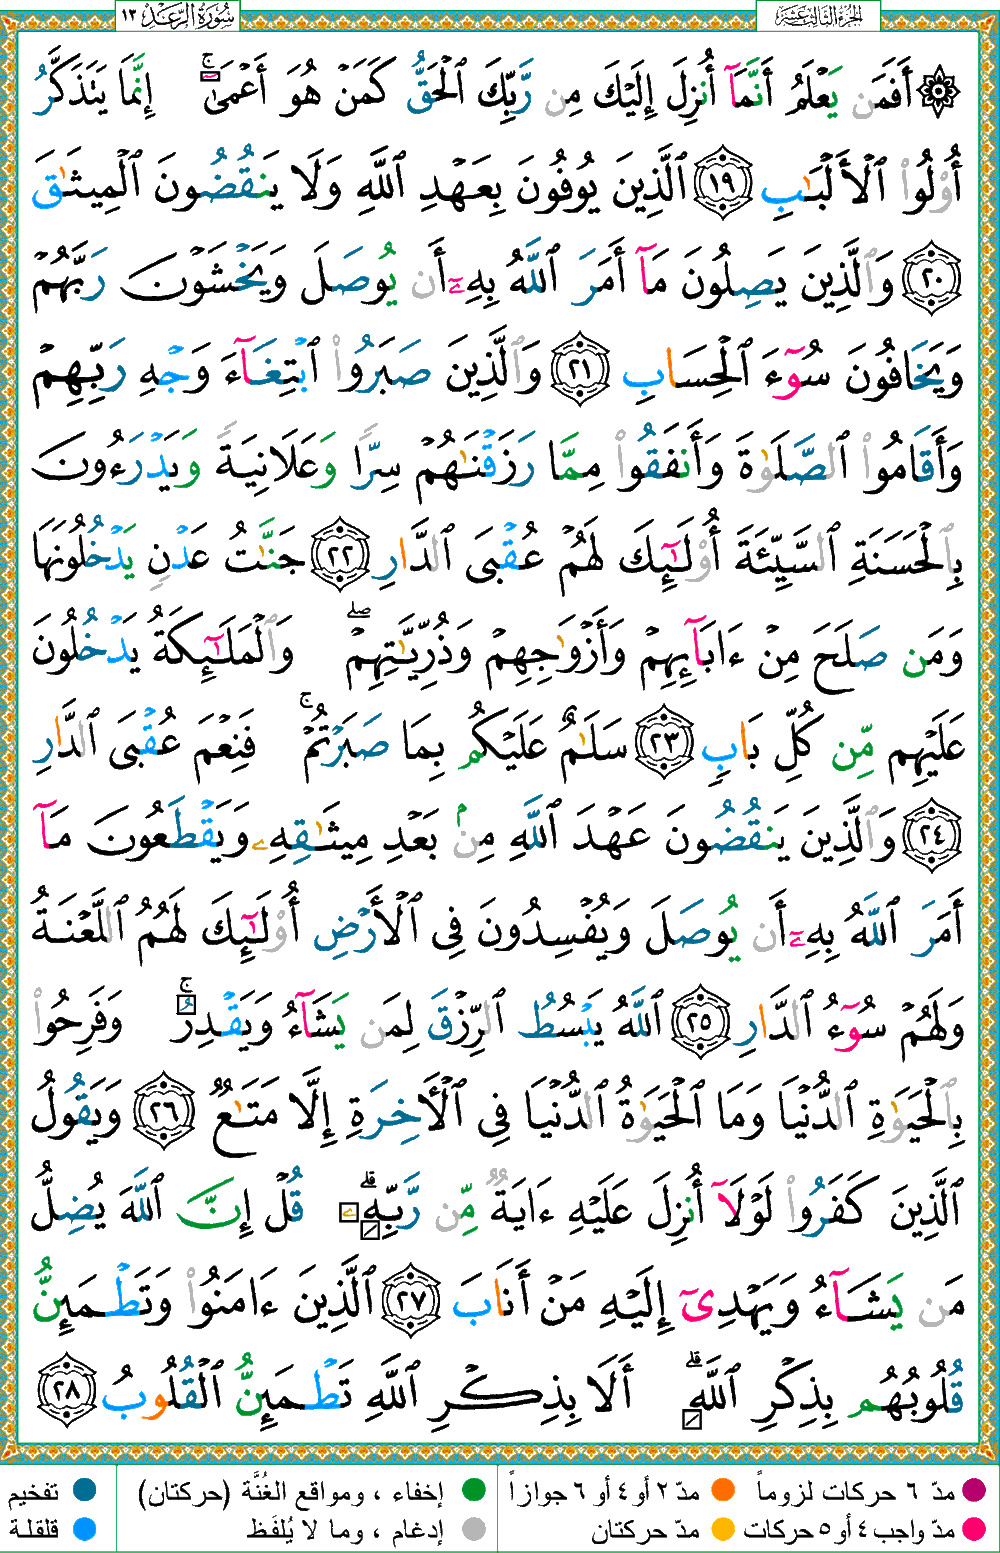 سُورَةُ الرَّعْدِ ١٣
الجُزْءُ الثَّالِثَ عَشَرَ
۞ أَفَمَن يَعْلَمُ أَنَّمَآ أُنزِلَ إِلَيْكَ مِن رَّبِّكَ ٱلْحَقُّ كَمَنْ هُوَ أَعْمَىٰٓ ۚ إِنَّمَا يَتَذَكَّرُ
أُو۟لُوا۟ ٱلْأَلْبَـٰبِ ١٩ ٱلَّذِينَ يُوفُونَ بِعَهْدِ ٱللَّهِ وَلَا يَنقُضُونَ ٱلْمِيثَـٰقَ
٢٠ وَٱلَّذِينَ يَصِلُونَ مَآ أَمَرَ ٱللَّهُ بِهِۦٓ أَن يُوصَلَ وَيَخْشَوْنَ رَبَّهُمْ
وَيَخَافُونَ سُوٓءَ ٱلْحِسَابِ ٢١ وَٱلَّذِينَ صَبَرُوا۟ ٱبْتِغَآءَ وَجْهِ رَبِّهِمْ
وَأَقَامُوا۟ ٱلصَّلَوٰةَ وَأَنفَقُوا۟ مِمَّا رَزَقْنَـٰهُمْ سِرًّا وَعَلَانِيَةً وَيَدْرَءُونَ
بِٱلْحَسَنَةِ ٱلسَّيِّئَةَ أُو۟لَـٰٓئِكَ لَهُمْ عُقْبَى ٱلدَّارِ ٢٢ جَنَّـٰتُ عَدْنٍ يَدْخُلُونَهَا
وَمَن صَلَحَ مِنْ ءَابَآئِهِمْ وَأَزْوَٰجِهِمْ وَذُرِّيَّـٰتِهِمْ ۖ وَٱلْمَلَـٰٓئِكَةُ يَدْخُلُونَ
عَلَيْهِم مِّن كُلِّ بَابٍ ٢٣ سَلَـٰمٌ عَلَيْكُم بِمَا صَبَرْتُمْ ۚ فَنِعْمَ عُقْبَى ٱلدَّارِ
٢٤ وَٱلَّذِينَ يَنقُضُونَ عَهْدَ ٱللَّهِ مِنۢ بَعْدِ مِيثَـٰقِهِۦ وَيَقْطَعُونَ مَآ
أَمَرَ ٱللَّهُ بِهِۦٓ أَن يُوصَلَ وَيُفْسِدُونَ فِى ٱلْأَرْضِ أُو۟لَـٰٓئِكَ لَهُمُ ٱللَّعْنَةُ
وَلَهُمْ سُوٓءُ ٱلدَّارِ ٢٥ ٱللَّهُ يَبْسُطُ ٱلرِّزْقَ لِمَن يَشَآءُ وَيَقْدِرُ ۚ وَفَرِحُوا۟
بِٱلْحَيَوٰةِ ٱلدُّنْيَا وَمَا ٱلْحَيَوٰةُ ٱلدُّنْيَا فِى ٱلْـَٔاخِرَةِ إِلَّا مَتَـٰعٌ ٢٦ وَيَقُولُ
ٱلَّذِينَ كَفَرُوا۟ لَوْلَآ أُنزِلَ عَلَيْهِ ءَايَةٌ مِّن رَّبِّهِۦ ۗ قُلْ إِنَّ ٱللَّهَ يُضِلُّ
مَن يَشَآءُ وَيَهْدِىٓ إِلَيْهِ مَنْ أَنَابَ ٢٧ ٱلَّذِينَ ءَامَنُوا۟ وَتَطْمَئِنُّ
قُلُوبُهُم بِذِكْرِ ٱللَّهِ ۗ أَلَا بِذِكْرِ ٱللَّهِ تَطْمَئِنُّ ٱلْقُلُوبُ ٢٨
مدّ ٦ حركات لزوماً مدّ ٢ أو ٤ أو ٦ جوازاً إخفاء ، ومواقع الغُنَّة (حركتان) تفخيم
مدّ واجب ٤ أو ٥ حركات مدّ حركتان إدغام ، وما لا يُلفَظ قلقلة